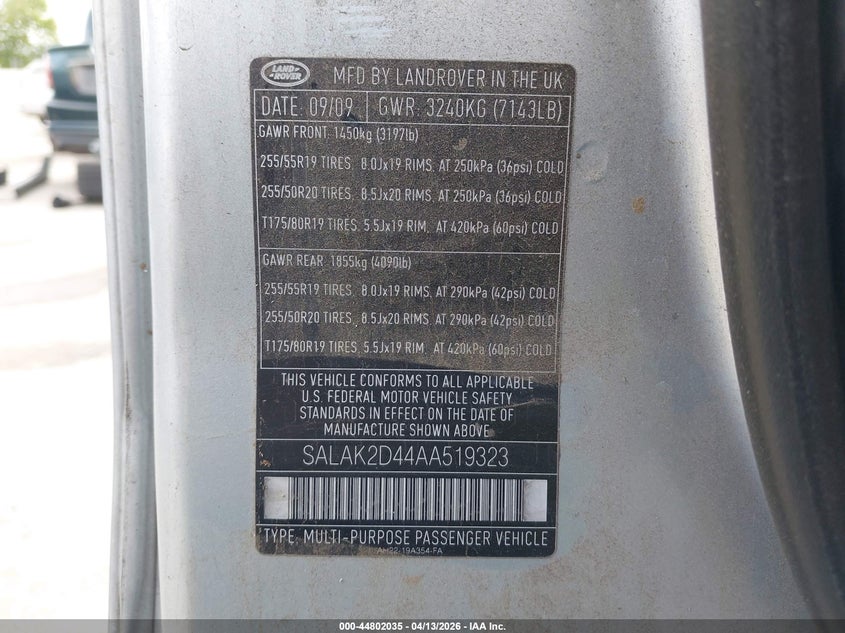 LAND
ROVER
MFD BY LANDROVER IN THE UK
DATE: 09/09 GWR: 3240KG (7143LB)
GAWR FRONT: 1450kg (3197lb)
255/55R19 TIRES, 8.0Jx19 RIMS, AT 250kPa (36psi) COLD
255/50R20 TIRES, 8.5Jx20 RIMS, AT 250kPa (36psi) COLD
T175/80R19 TIRES, 5.5Jx19 RIM, AT 420kPa (60psi) COLD
GAWR REAR: 1855kg (4090lb)
255/55R19 TIRES, 8.0Jx19 RIMS, AT 290kPa (42psi) COLD
255/50R20 TIRES, 8.5Jx20 RIMS, AT 290kPa (42psi) COLD
T175/80R19 TIRES, 5.5Jx19 RIM, AT 420kPa (60psi) COLD
THIS VEHICLE CONFORMS TO ALL APPLICABLE
U.S. FEDERAL MOTOR VEHICLE SAFETY
STANDARDS IN EFFECT ON THE DATE OF
MANUFACTURE SHOWN ABOVE
SALAK2D44AA519323
TYPE: MULTI-PURPOSE PASSENGER VEHICLE
AH22-19A354-FA
000-44802035 - 04/13/2026 - IAA Inc.